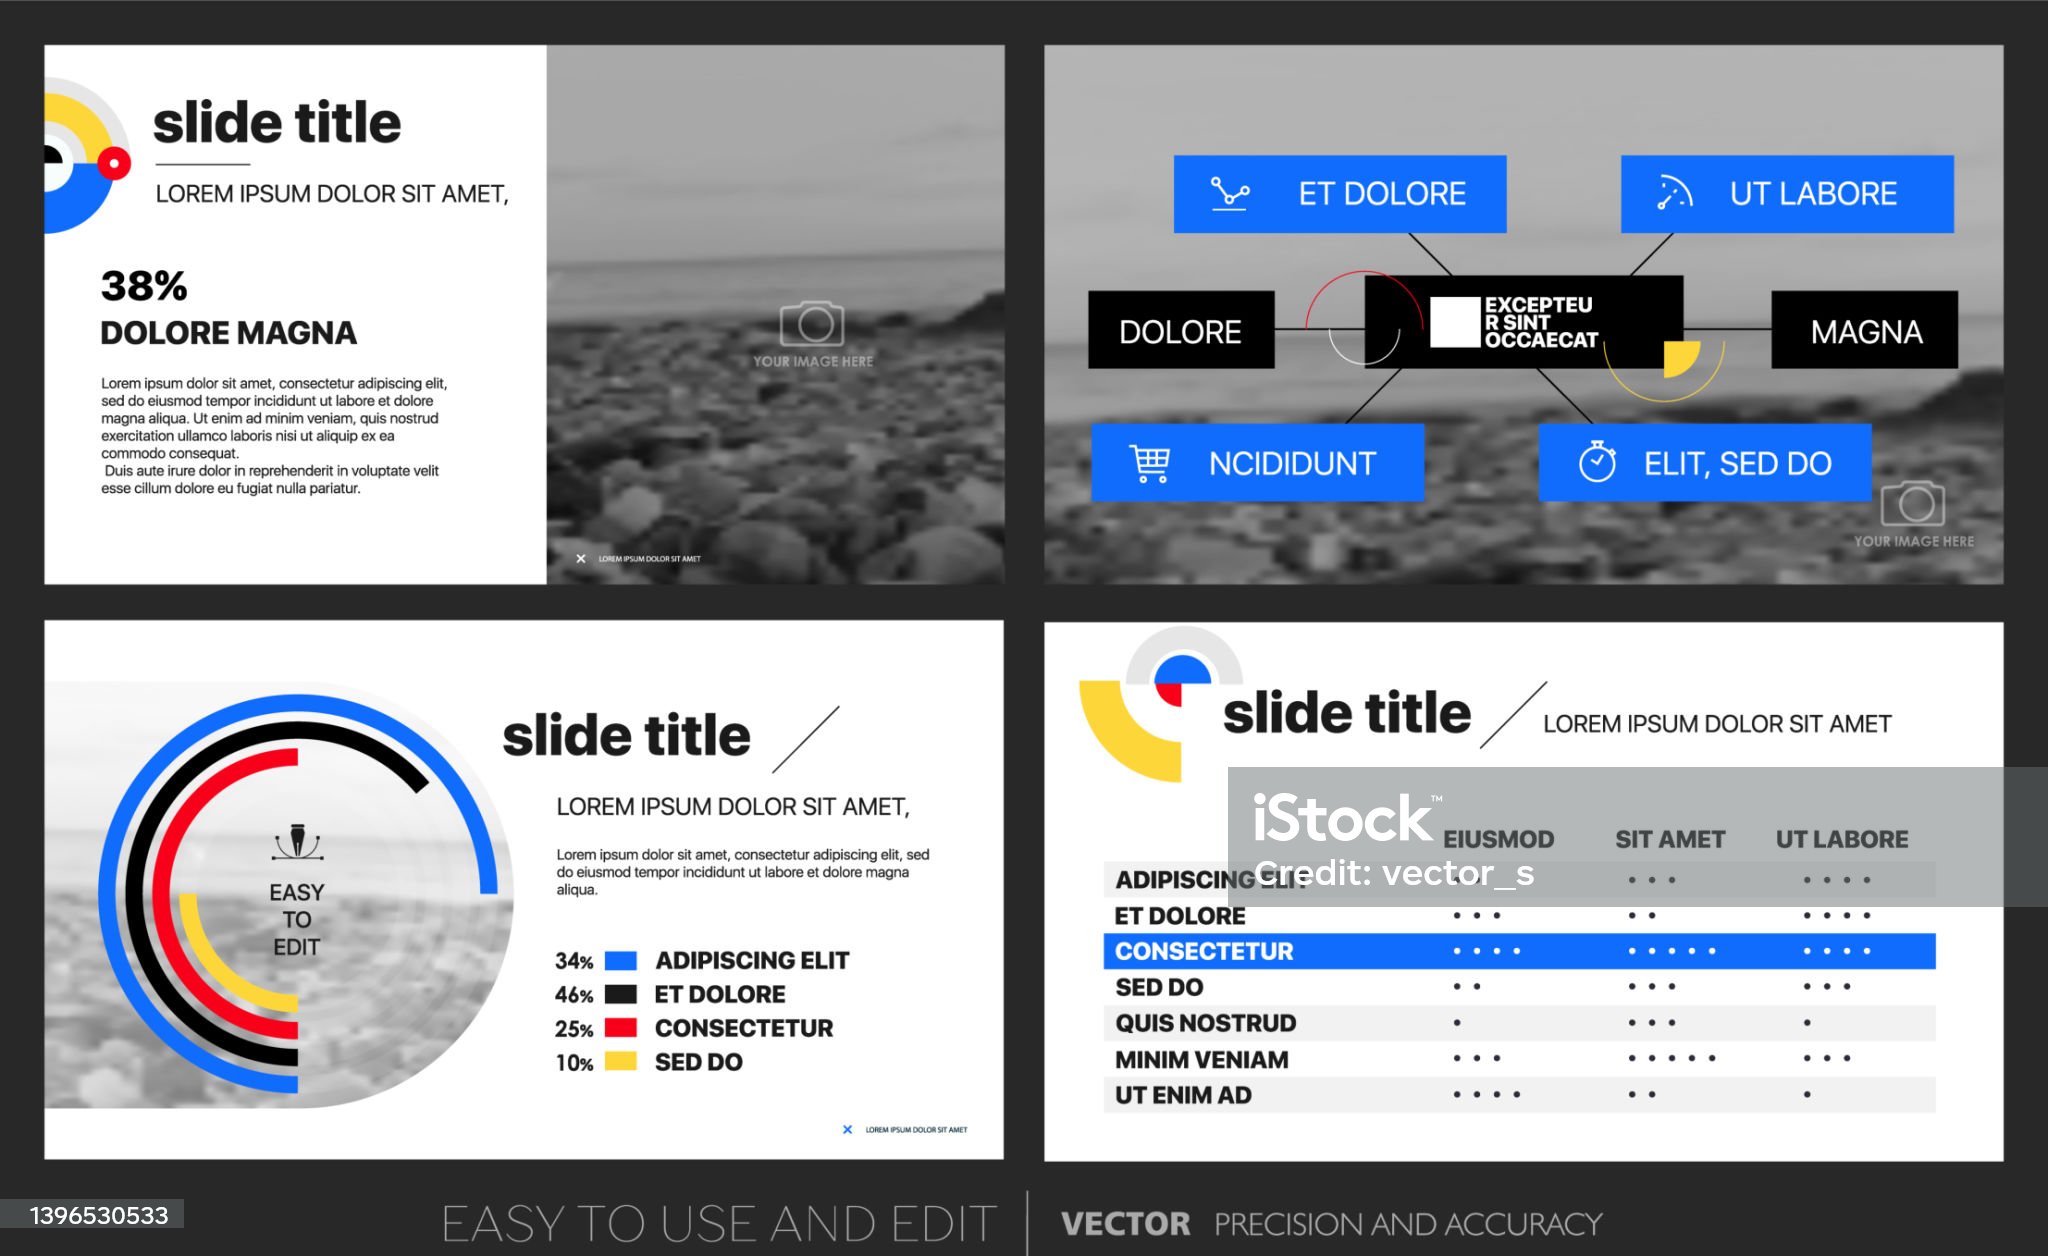 slide title
LOREM IPSUM DOLOR SIT AMET,
38%
DOLORE MAGNA
Lorem ipsum dolor sit amet, consectetur adipiscing elit,
sed do eiusmod tempor incididunt ut labore et dolore
magna aliqua. Ut enim ad minim veniam, quis nostrud
exercitation ullamco laboris nisi ut aliquip ex ea
commodo consequat.
Duis aute irure dolor in reprehenderit in voluptate velit
esse cillum dolore eu fugiat nulla pariatur.
YOUR IMAGE HERE
LOREM IPSUM DOLOR SIT AMET
ET DOLORE
UT LABORE
DOLORE
EXCEPTEU
R SINT
OCCAECAT
MAGNA
NCIDIDUNT
ELIT, SED DO
YOUR IMAGE HERE
EASY
TO
EDIT
slide title
LOREM IPSUM DOLOR SIT AMET,
Lorem ipsum dolor sit amet, consectetur adipiscing elit, sed
do eiusmod tempor incididunt ut labore et dolore magna
aliqua.
34% ADIPISCING ELIT
46% ET DOLORE
25% CONSECTETUR
10% SED DO
LOREM IPSUM DOLOR SIT AMET
slide title
LOREM IPSUM DOLOR SIT AMET
iStock™
Credit: vector_s
EIUSMOD SIT AMET UT LABORE
ADIPISCING ELIT
ET DOLORE
CONSECTETUR
SED DO
QUIS NOSTRUD
MINIM VENIAM
UT ENIM AD
1396530533
EASY TO USE AND EDIT
VECTOR PRECISION AND ACCURACY